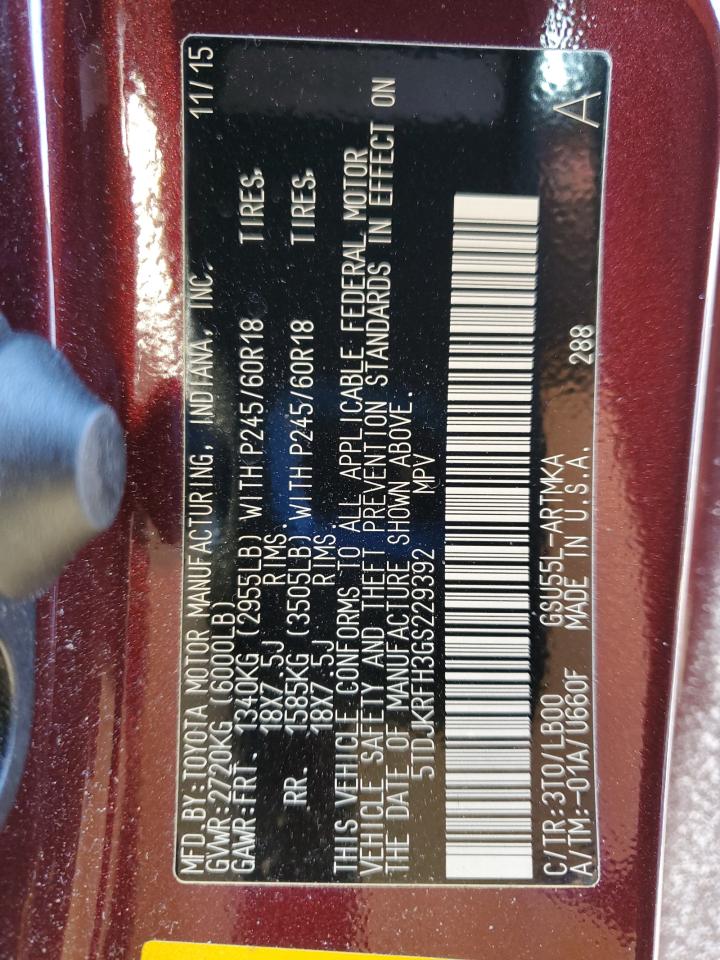 MFD.BY:TOYOTA MOTOR MANUFACTURING, INDIANA, INC. 11/15
GVWR:2720KG (6000LB)
GAWR:FRT. 1340KG (2955LB) WITH P245/60R18 TIRES,
18X7.5J RIMS
RR. 1585KG (3505LB) WITH P245/60R18 TIRES,
18X7.5J RIMS.
THIS VEHICLE CONFORMS TO ALL APPLICABLE FEDERAL MOTOR
VEHICLE SAFETY AND THEFT PREVENTION STANDARDS IN EFFECT ON
THE DATE OF MANUFACTURE SHOWN ABOVE.
5TDJKRFH3GS229392 MPV
C/TR:3T0/LB00 GSU55L-ARTMKA
A/TM:-01A/U660F MADE IN U.S.A. 288 A